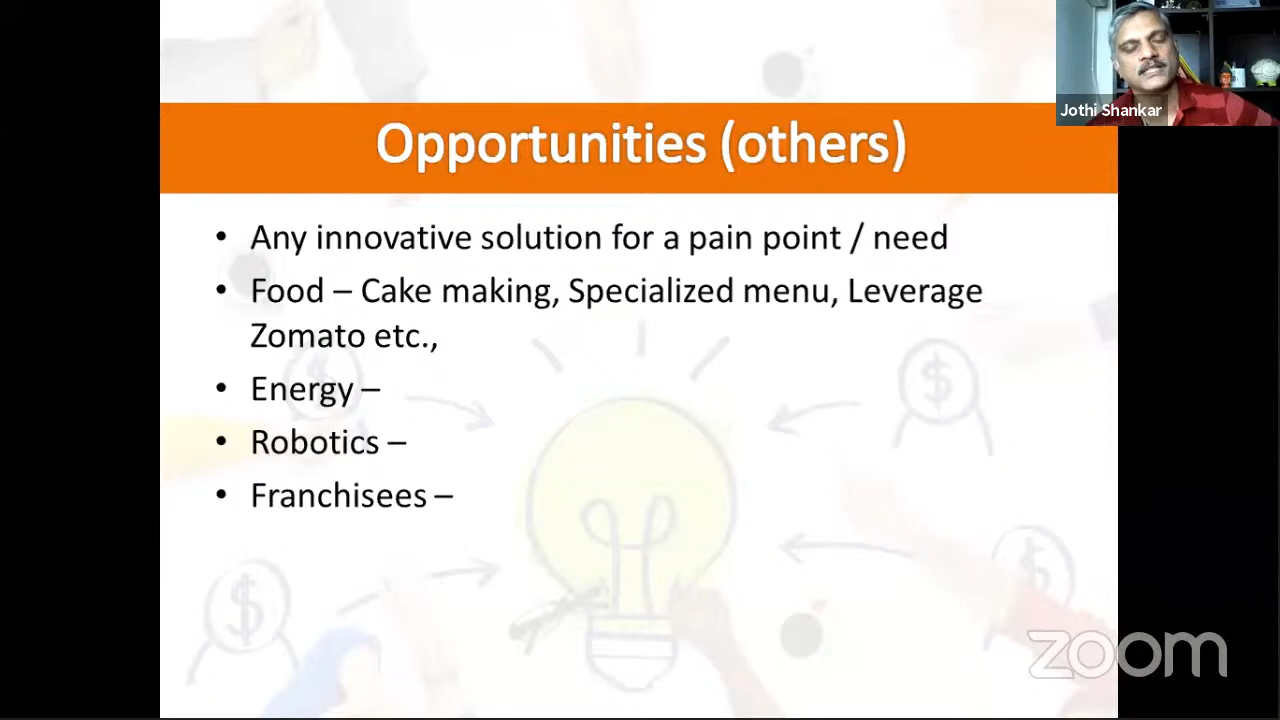 Opportunities (others)
• Any innovative solution for a pain point / need
• Food – Cake making, Specialized menu, Leverage
Zomato etc.,
• Energy –
• Robotics –
• Franchisees –
Jothi Shankar
zoom